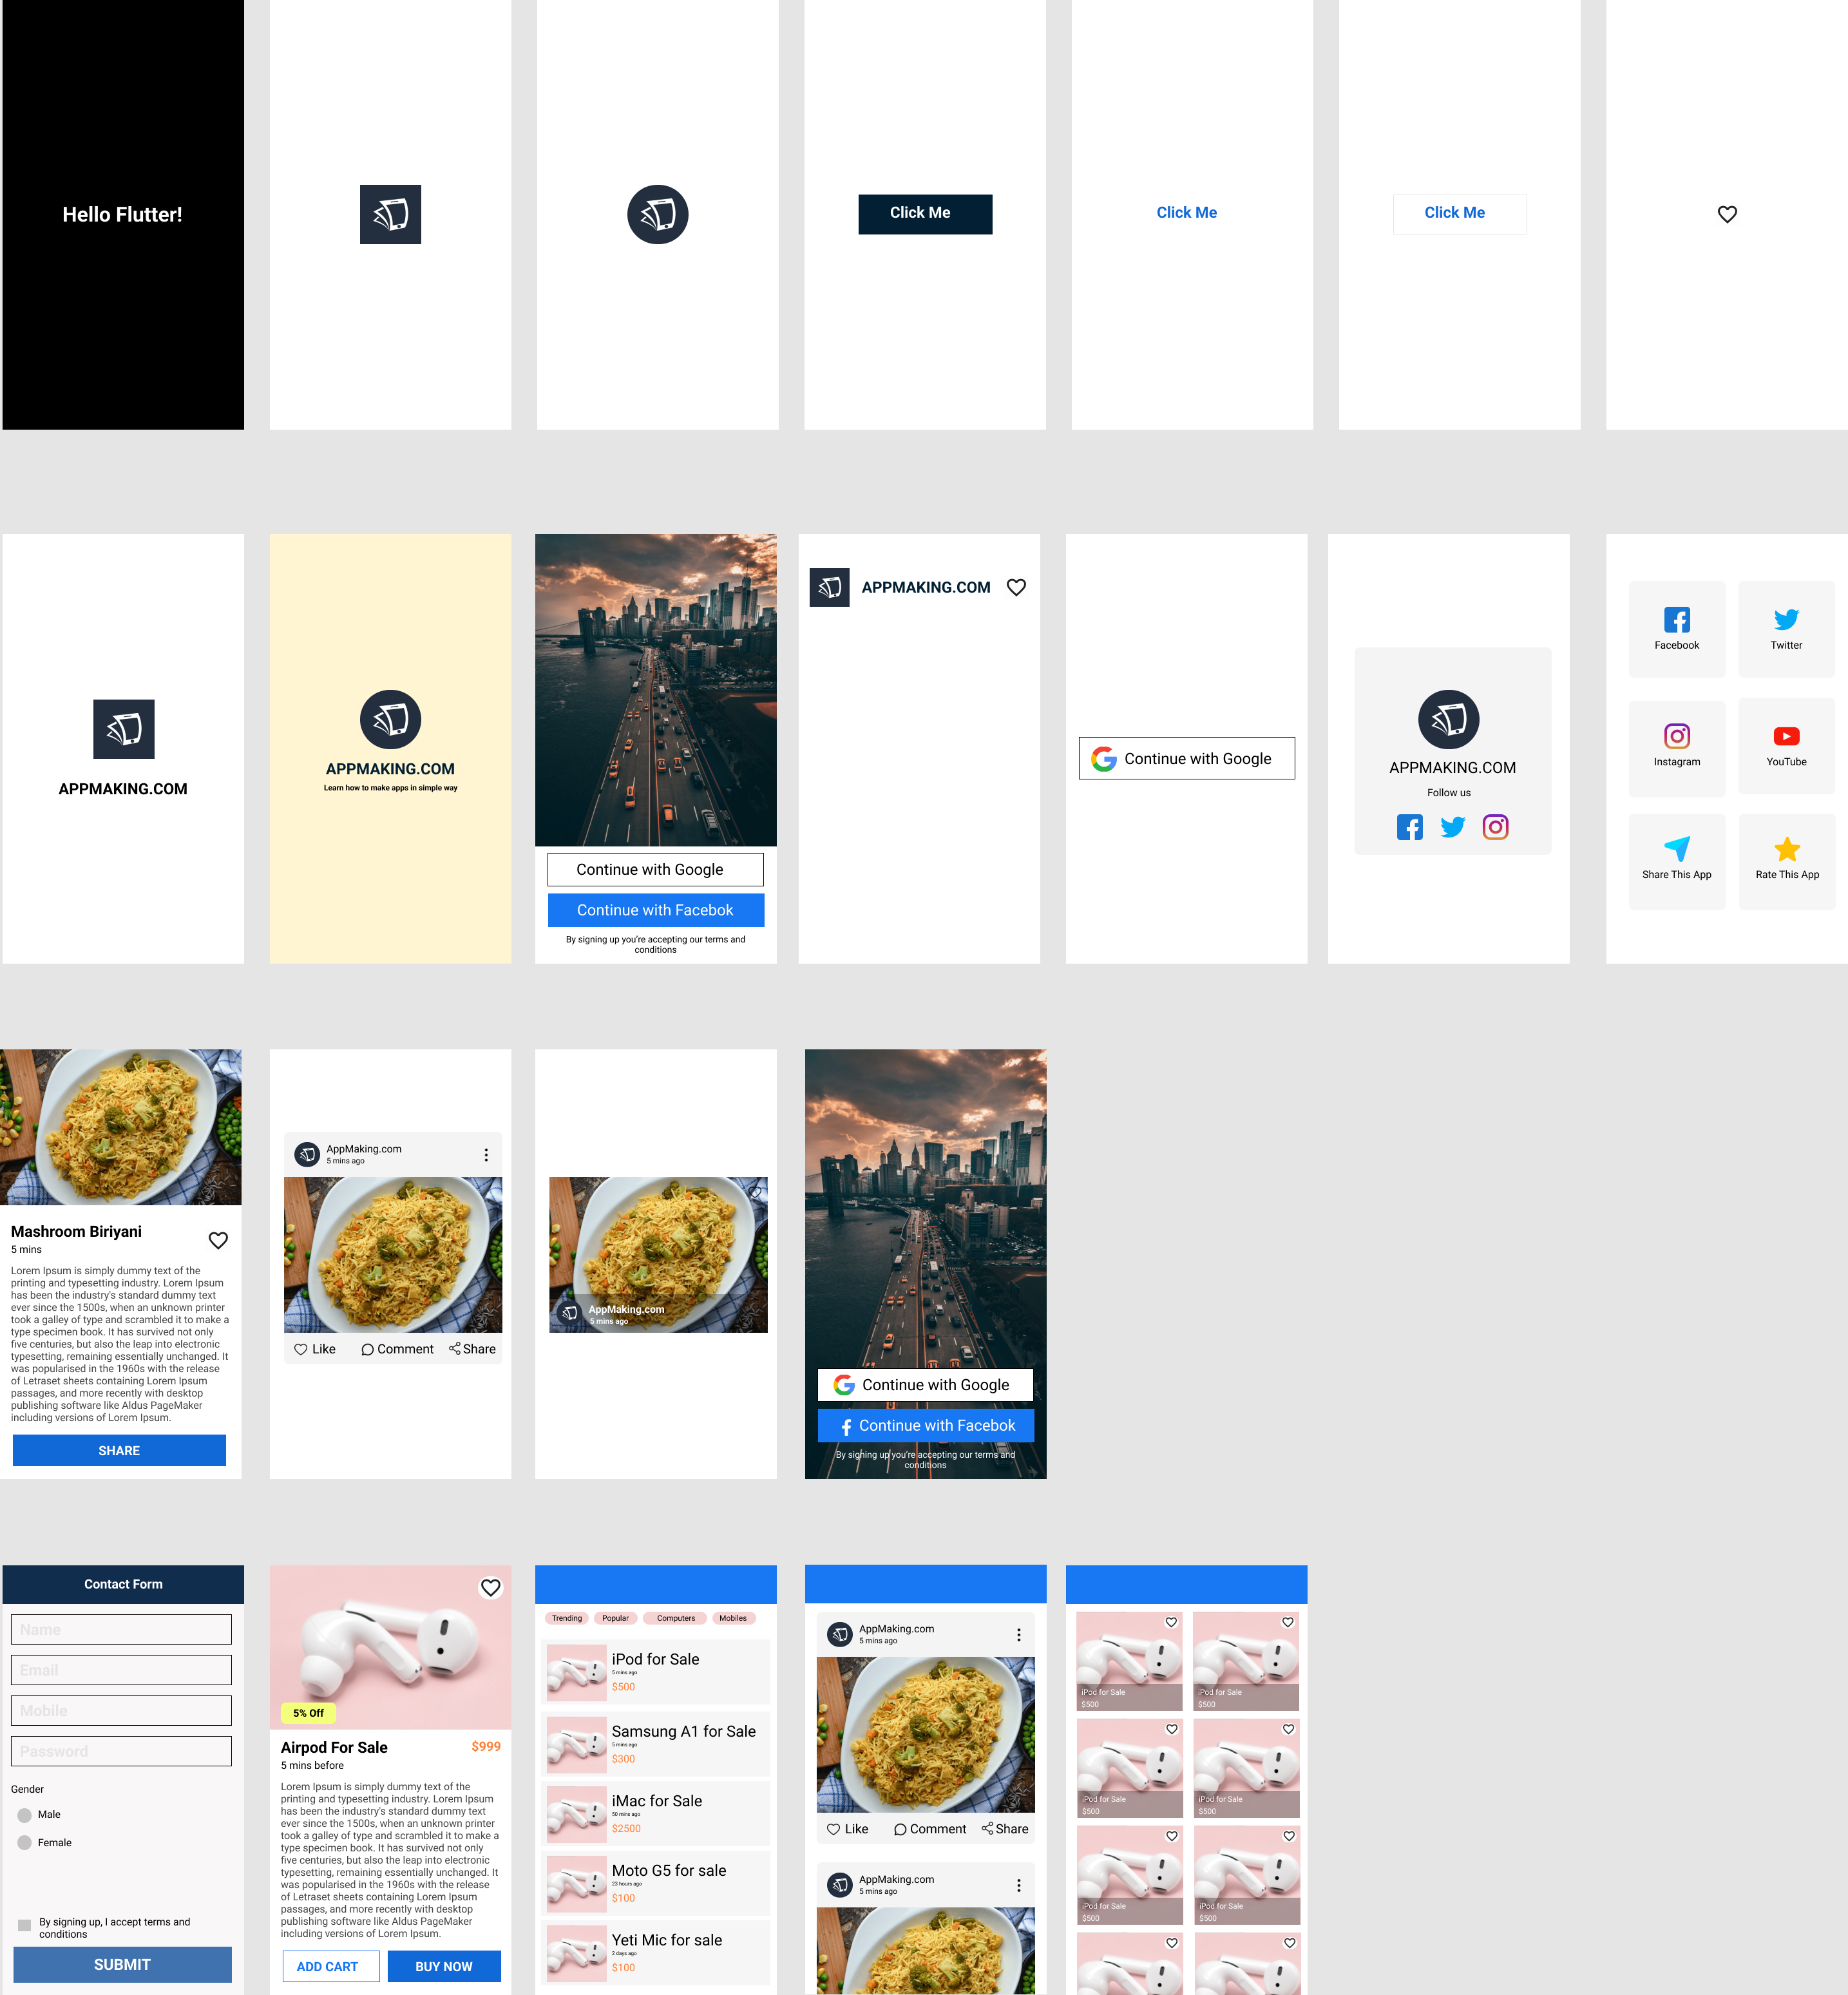 Hello Flutter!
Click Me
Click Me
Click Me
APPMAKING.COM
APPMAKING.COM
Learn how to make apps in simple way
Continue with Google
Continue with Facebok
By signing up you're accepting our terms and
conditions
APPMAKING.COM
Continue with Google
APPMAKING.COM
Follow us
Facebook
Twitter
Instagram
YouTube
Share This App
Rate This App
Mashroom Biriyani
5 mins
Lorem Ipsum is simply dummy text of the
printing and typesetting industry. Lorem Ipsum
has been the industry's standard dummy text
ever since the 1500s, when an unknown printer
took a galley of type and scrambled it to make a
type specimen book. It has survived not only
five centuries, but also the leap into electronic
typesetting, remaining essentially unchanged. It
was popularised in the 1960s with the release
of Letraset sheets containing Lorem Ipsum
passages, and more recently with desktop
publishing software like Aldus PageMaker
including versions of Lorem Ipsum.
SHARE
AppMaking.com
5 mins ago
Like
Comment
Share
AppMaking.com
5 mins ago
Continue with Google
Continue with Facebok
By signing up you're accepting our terms and
conditions
Contact Form
Name
Email
Mobile
Password
Gender
Male
Female
By signing up, I accept terms and
conditions
SUBMIT
5% Off
Airpod For Sale
$999
5 mins before
Lorem Ipsum is simply dummy text of the
printing and typesetting industry. Lorem Ipsum
has been the industry's standard dummy text
ever since the 1500s, when an unknown printer
took a galley of type and scrambled it to make a
type specimen book. It has survived not only
five centuries, but also the leap into electronic
typesetting, remaining essentially unchanged. It
was popularised in the 1960s with the release
of Letraset sheets containing Lorem Ipsum
passages, and more recently with desktop
publishing software like Aldus PageMaker
including versions of Lorem Ipsum.
ADD CART
BUY NOW
Trending
Popular
Computers
Mobiles
iPod for Sale
5 mins ago
$500
Samsung A1 for Sale
5 mins ago
$300
iMac for Sale
50 mins ago
$2500
Moto G5 for sale
23 hours ago
$100
Yeti Mic for sale
2 days ago
$100
AppMaking.com
5 mins ago
Like
Comment
Share
AppMaking.com
5 mins ago
iPod for Sale
$500
iPod for Sale
$500
iPod for Sale
$500
iPod for Sale
$500
iPod for Sale
$500
iPod for Sale
$500